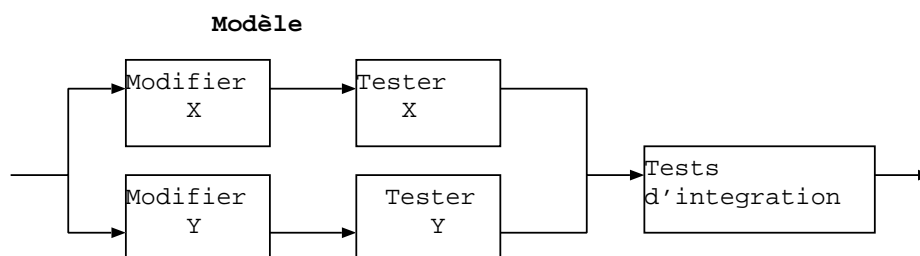 Modèle
Modifier
X
Tester
X
Modifier
Y
Tester
Y
Tests
d'integration